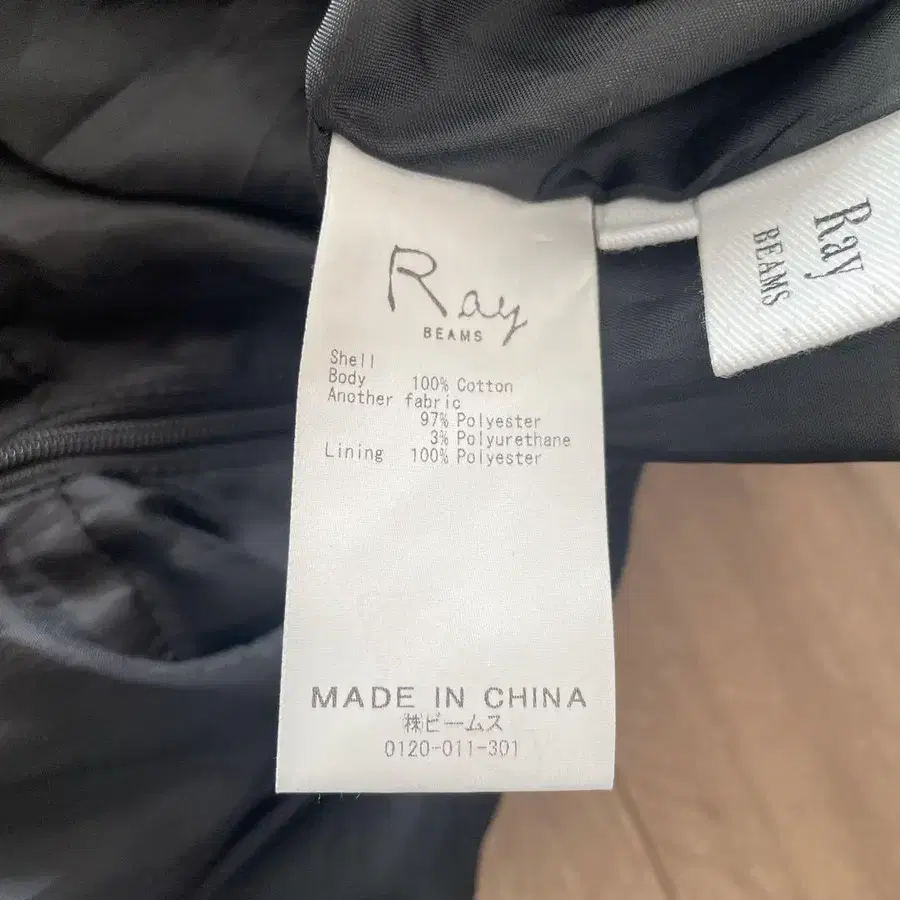 Ray
BEAMS
Shell
Body 100% Cotton
Another fabric
97% Polyester
3% Polyurethane
Lining 100% Polyester
MADE IN CHINA
㈱ビームス
0120-011-301
Ray
BEAMS